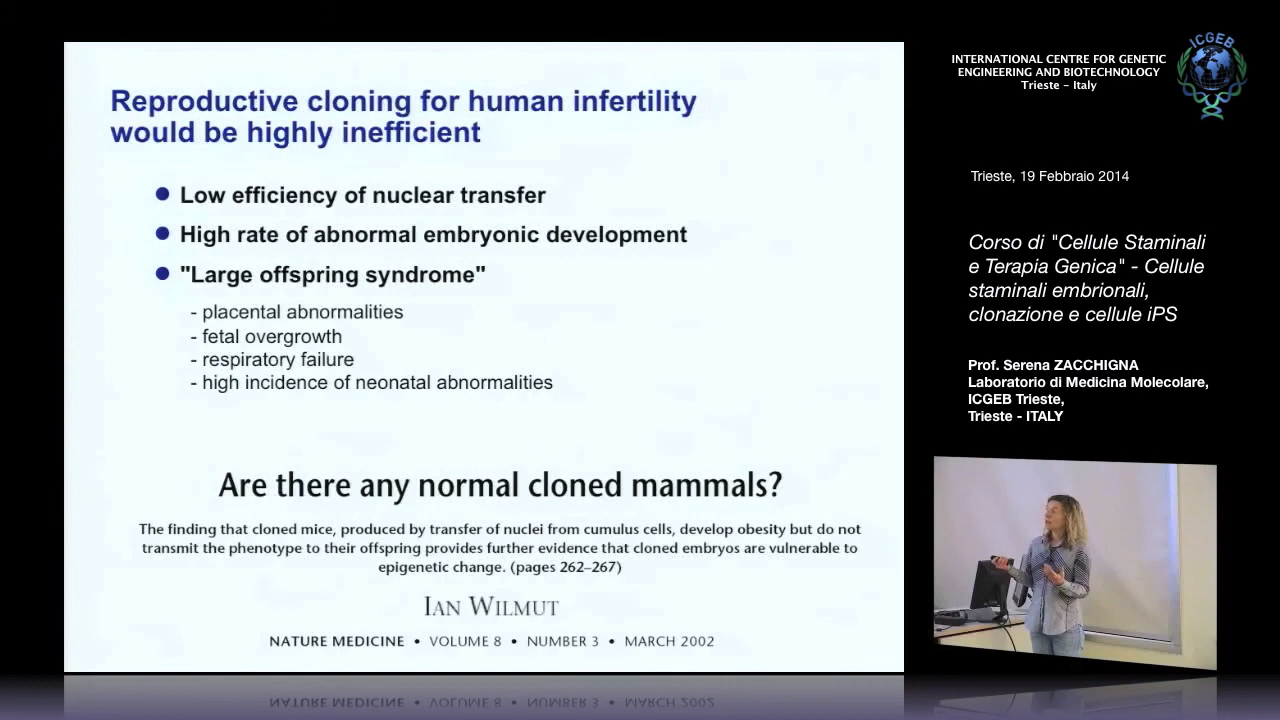 Reproductive cloning for human infertility
would be highly inefficient
Low efficiency of nuclear transfer
High rate of abnormal embryonic development
"Large offspring syndrome"
- placental abnormalities
- fetal overgrowth
- respiratory failure
- high incidence of neonatal abnormalities
Are there any normal cloned mammals?
The finding that cloned mice, produced by transfer of nuclei from cumulus cells, develop obesity but do not
transmit the phenotype to their offspring provides further evidence that cloned embryos are vulnerable to
epigenetic change. (pages 262–267)
IAN WILMUT
NATURE MEDICINE • VOLUME 8 • NUMBER 3 • MARCH 2002
INTERNATIONAL CENTRE FOR GENETIC
ENGINEERING AND BIOTECHNOLOGY
Trieste – Italy
ICGEB
Trieste, 19 Febbraio 2014
Corso di "Cellule Staminali
e Terapia Genica" - Cellule
staminali embrionali,
clonazione e cellule iPS
Prof. Serena ZACCHIGNA
Laboratorio di Medicina Molecolare,
ICGEB Trieste,
Trieste - ITALY